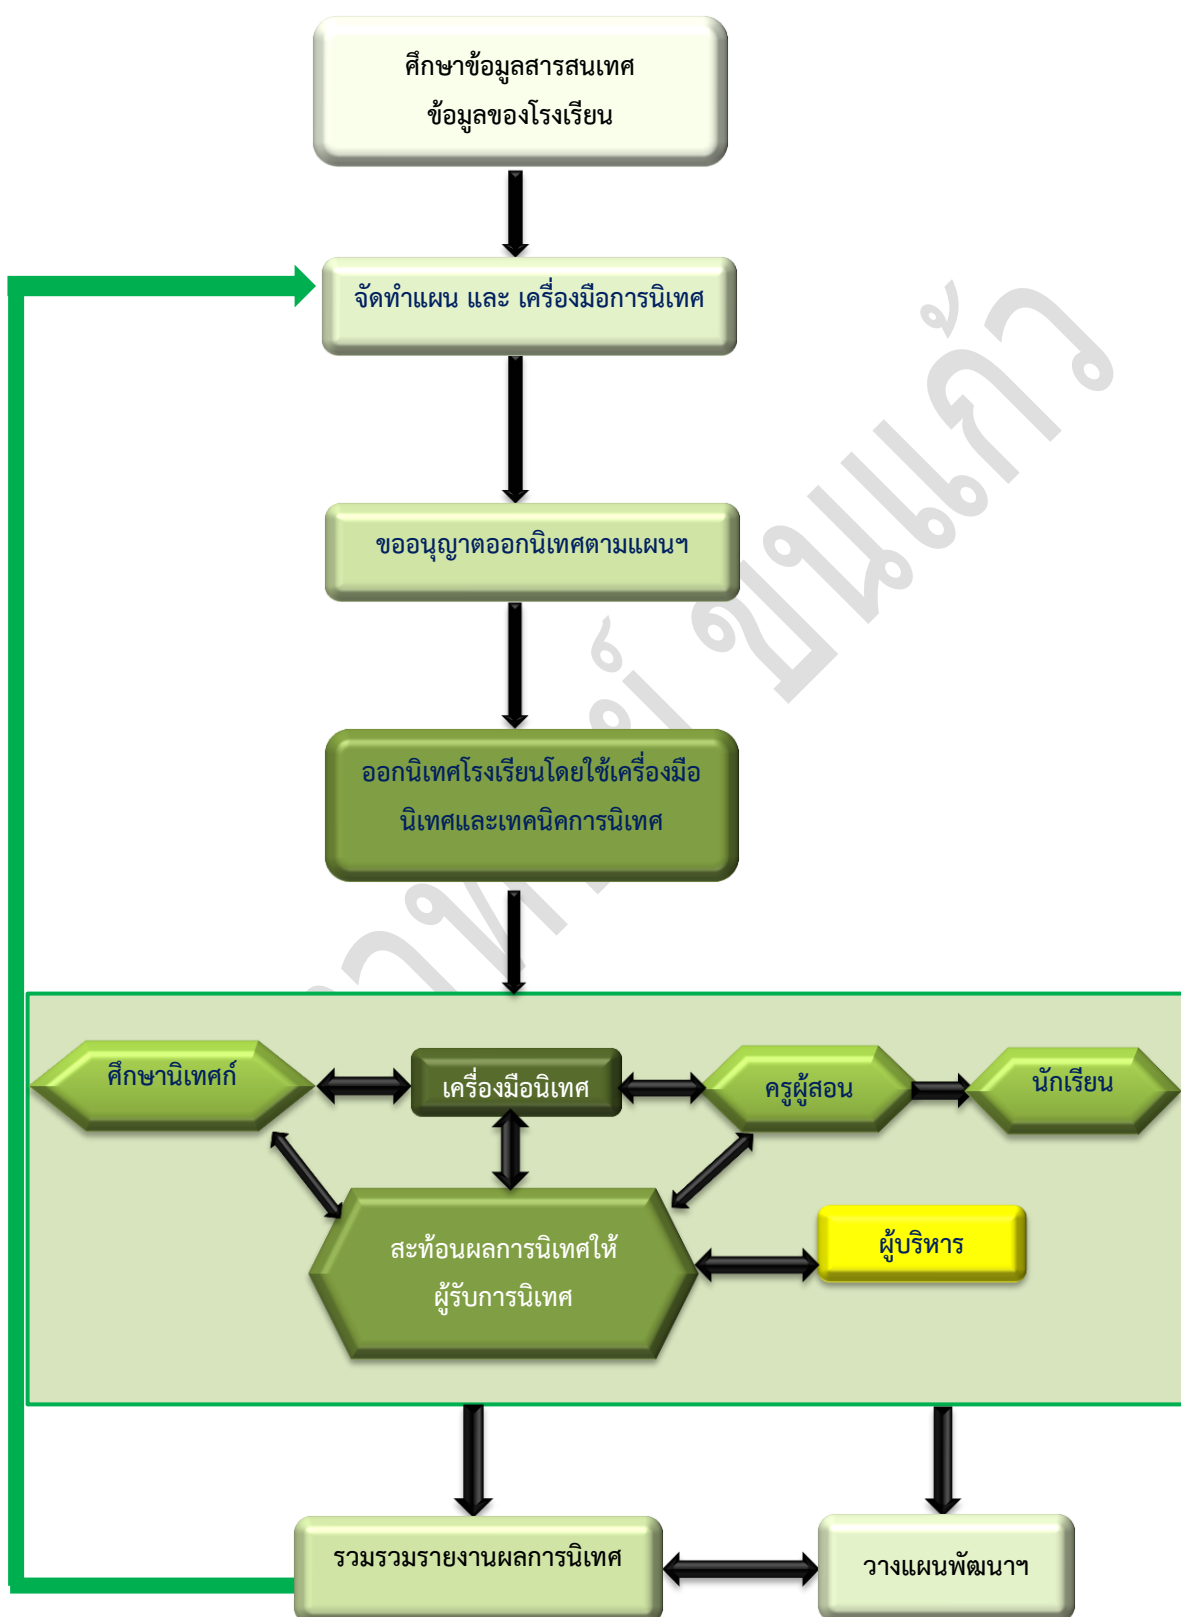 ศึกษาข้อมูลสารสนเทศ
ข้อมูลของโรงเรียน
จัดทำแผน และ เครื่องมือการนิเทศ
ขออนุญาตออกนิเทศตามแผนฯ
ออกนิเทศโรงเรียนโดยใช้เครื่องมือ
นิเทศและเทคนิคการนิเทศ
ศึกษานิเทศก์
เครื่องมือนิเทศ
ครูผู้สอน
นักเรียน
สะท้อนผลการนิเทศให้
ผู้รับการนิเทศ
ผู้บริหาร
รวมรวมรายงานผลการนิเทศ
วางแผนพัฒนาฯ
ขนแก้ว